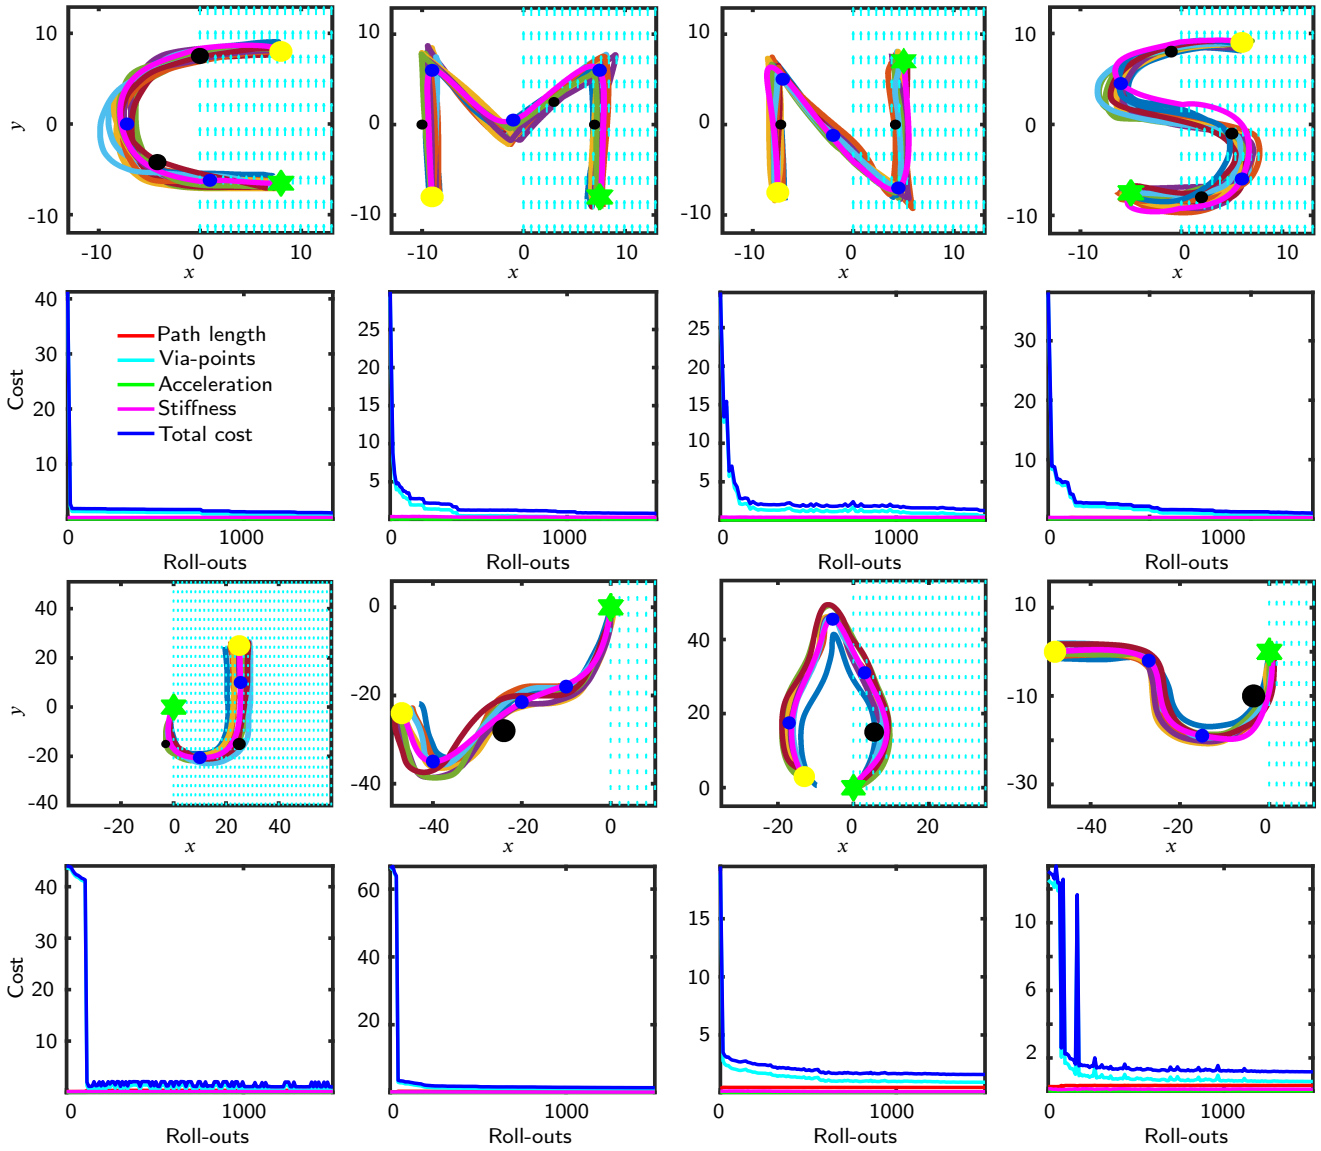 10 10 10 10
y 0 0 0 0
-10 -10 -10 -10
-10 0 10 -10 0 10 -10 0 10 -10 0 10
x x x x
40 25 25 30
30 20 20 20
20 15 15 10
10 10 10
5 5
Cost
Path length
Via-points
Acceleration
Stiffness
Total cost
0 1000 0 1000 0 1000 0 1000
Roll-outs Roll-outs Roll-outs Roll-outs
40 0 40 10
20 -20 20 -10
y 0 -40 0 -30
-20
-40
-20 0 20 40 -40 -20 0 -20 0 20 -40 -20 0
x x x x
40 60 15 10
30 40 10 6
20 20 5 2
10
Cost
0 1000 0 1000 0 1000 0 1000
Roll-outs Roll-outs Roll-outs Roll-outs